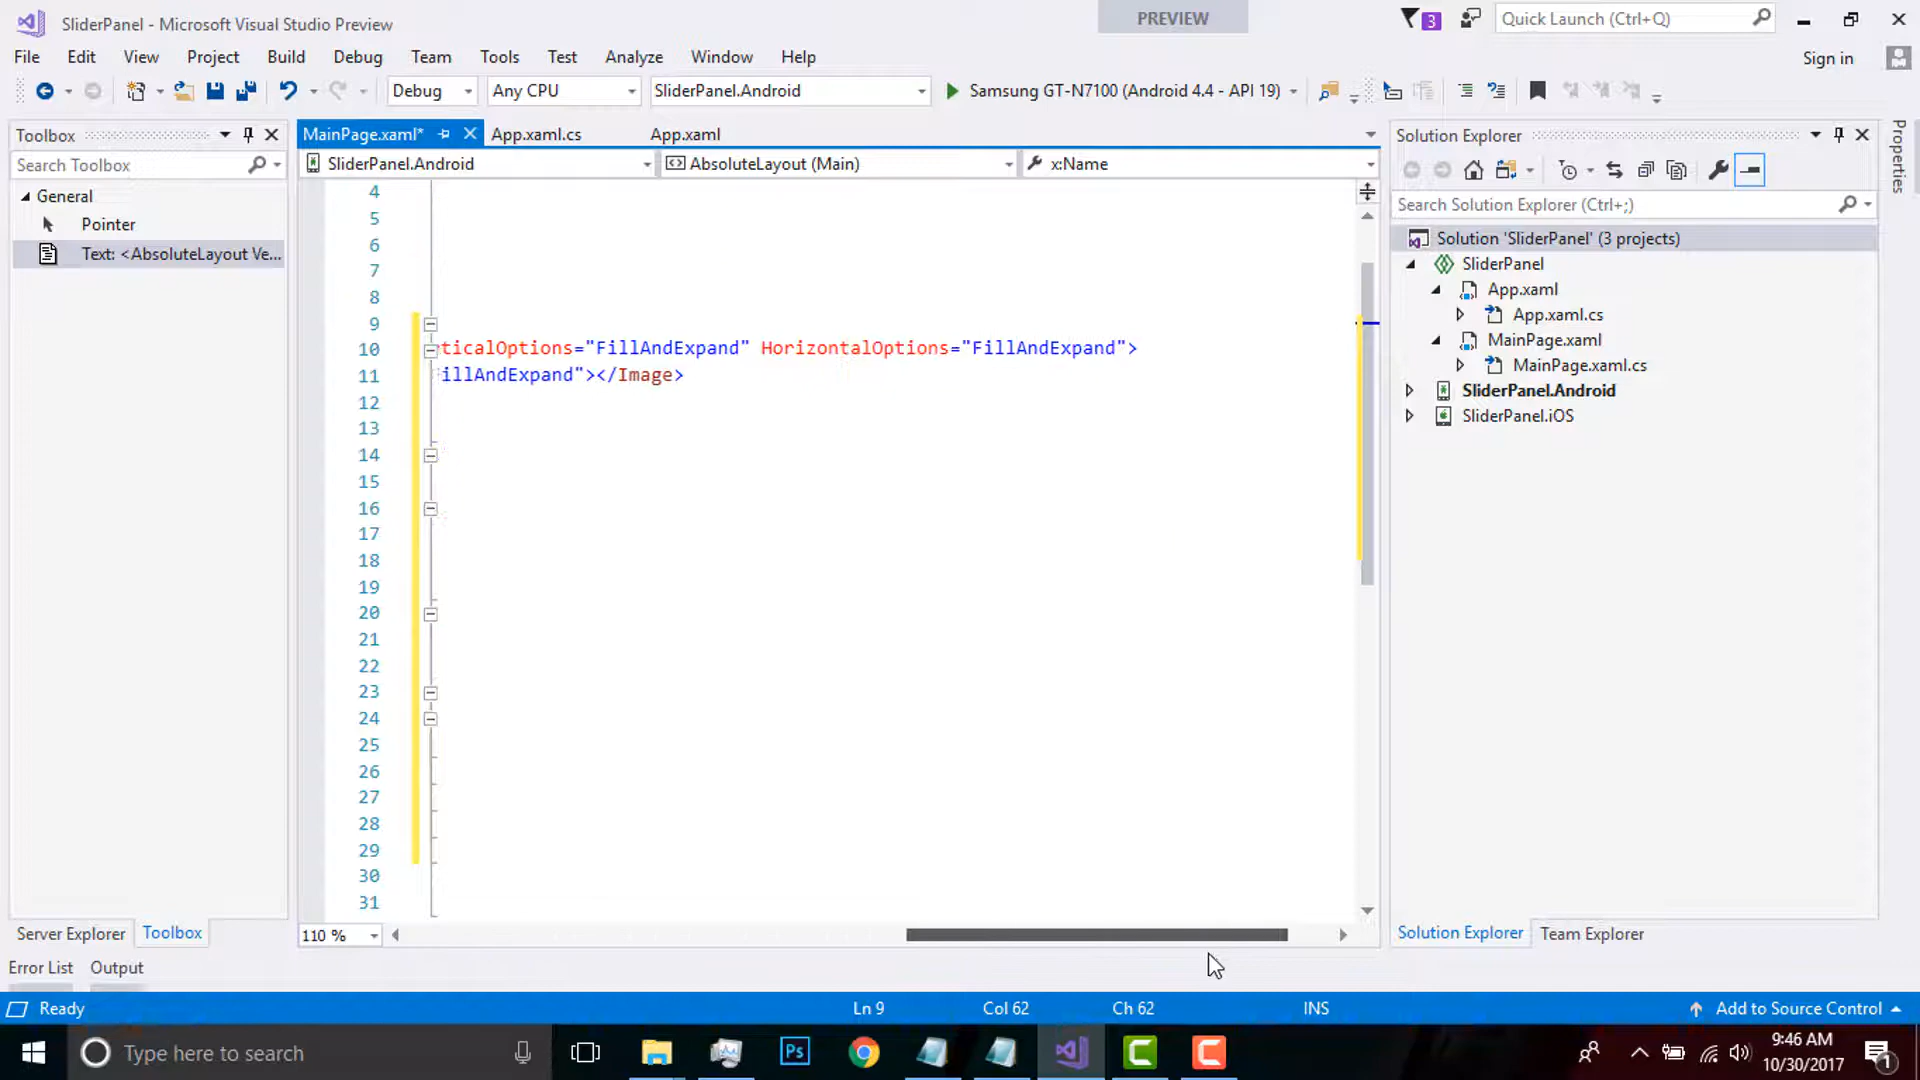 SliderPanel - Microsoft Visual Studio Preview
PREVIEW
3
Quick Launch (Ctrl+Q)
File Edit View Project Build Debug Team Tools Test Analyze Window Help
Sign in
Debug Any CPU SliderPanel.Android Samsung GT-N7100 (Android 4.4 - API 19)
Toolbox
MainPage.xaml* App.xaml.cs App.xaml
Solution Explorer
Properties
Search Toolbox
SliderPanel.Android AbsoluteLayout (Main) x:Name
General
Pointer
Text: <AbsoluteLayout Ve...
Search Solution Explorer (Ctrl+;)
Solution 'SliderPanel' (3 projects)
SliderPanel
App.xaml
App.xaml.cs
MainPage.xaml
MainPage.xaml.cs
SliderPanel.Android
SliderPanel.iOS
4
5
6
7
8
9
10 ticalOptions="FillAndExpand" HorizontalOptions="FillAndExpand">
11 illAndExpand"></Image>
12
13
14
15
16
17
18
19
20
21
22
23
24
25
26
27
28
29
30
31
110 %
Server Explorer Toolbox
Solution Explorer Team Explorer
Error List Output
Ready Ln 9 Col 62 Ch 62 INS Add to Source Control
Type here to search
Ps
9:46 AM
10/30/2017
1